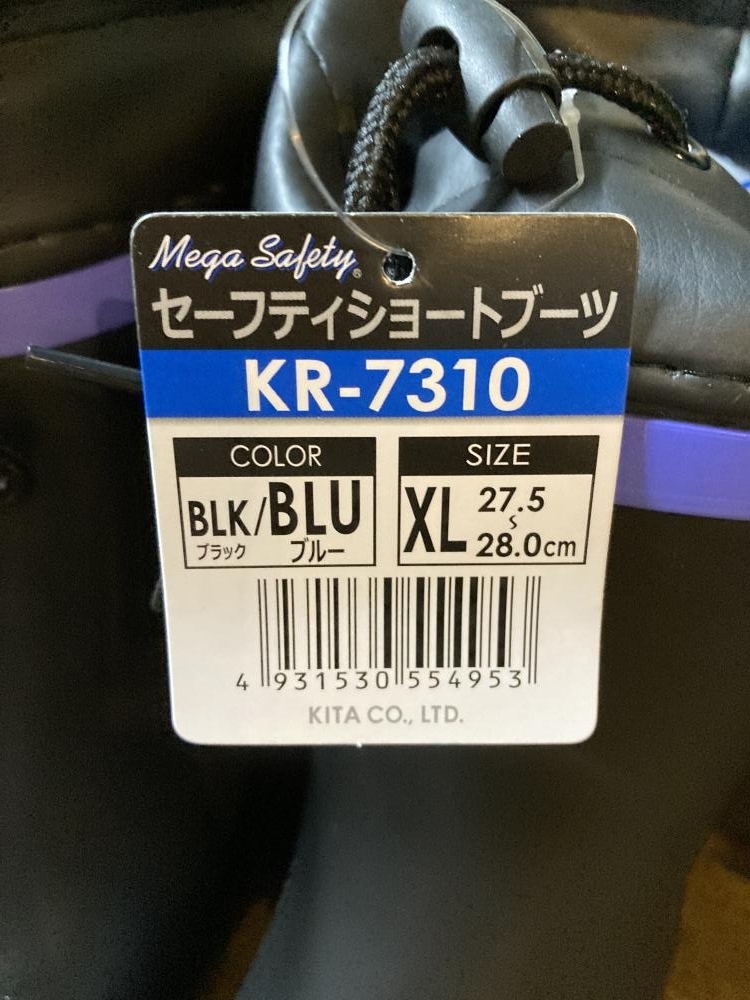 Mega Safety®
セーフティショートブーツ
KR-7310
COLOR
BLK/BLU
ブラック ブルー
SIZE
XL 27.5
〜
28.0cm
4 931530 554953
KITA CO., LTD.